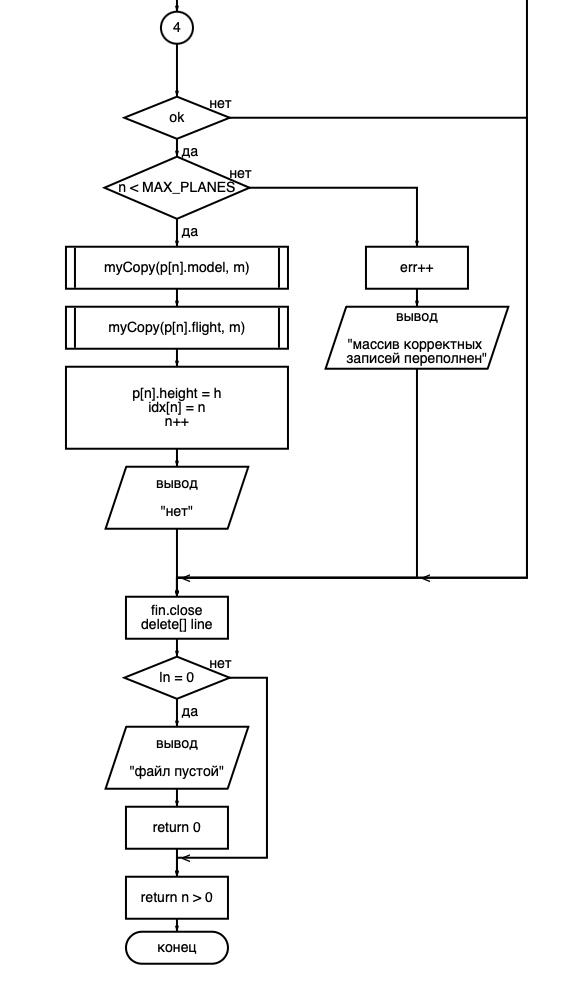 4
нет
ok
да
нет
n < MAX_PLANES
да
myCopy(p[n].model, m)
err++
myCopy(p[n].flight, m)
вывод
"массив корректных
записей переполнен"
p[n].height = h
idx[n] = n
n++
вывод
"нет"
fin.close
delete[] line
нет
ln = 0
да
вывод
"файл пустой"
return 0
return n > 0
конец